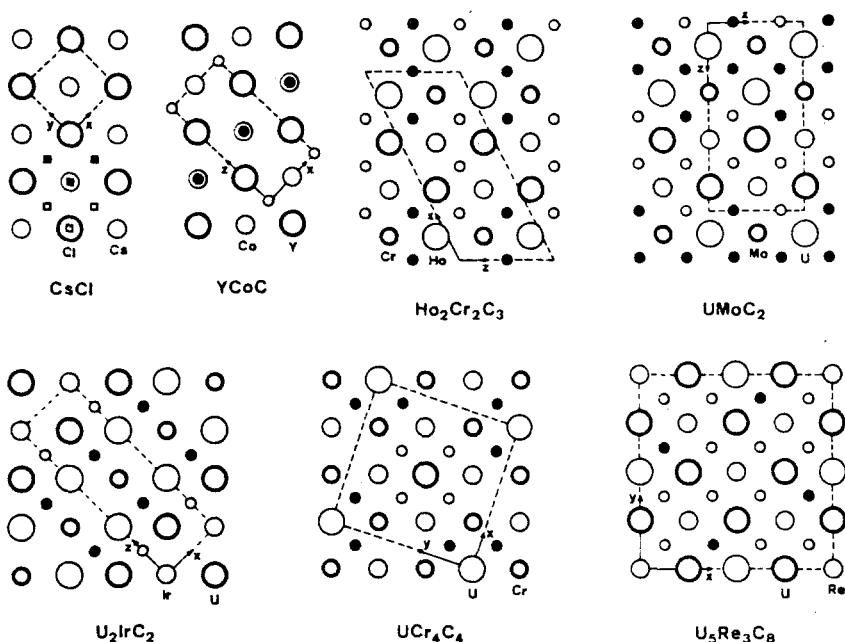 y x
Cl Cs
CsCl
z x
Co Y
YCoC
x z
Cr Ho
Ho₂Cr₂C₃
x
z
Mo U
UMoC₂
z x
Ir U
U₂IrC₂
y x
U Cr
UCr₄C₄
y
x
U Re
U₅Re₃C₈